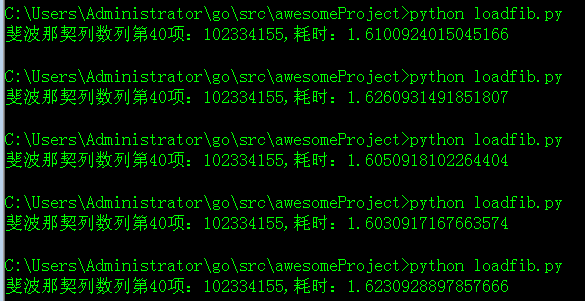 C:\Users\Administrator\go\src\awesomeProject>python loadfib.py
斐波那契列数列第40项：102334155,耗时：1.6100924015045166
C:\Users\Administrator\go\src\awesomeProject>python loadfib.py
斐波那契列数列第40项：102334155,耗时：1.6260931491851807
C:\Users\Administrator\go\src\awesomeProject>python loadfib.py
斐波那契列数列第40项：102334155,耗时：1.6050918102264404
C:\Users\Administrator\go\src\awesomeProject>python loadfib.py
斐波那契列数列第40项：102334155,耗时：1.6030917167663574
C:\Users\Administrator\go\src\awesomeProject>python loadfib.py
斐波那契列数列第40项：102334155,耗时：1.6230928897857666